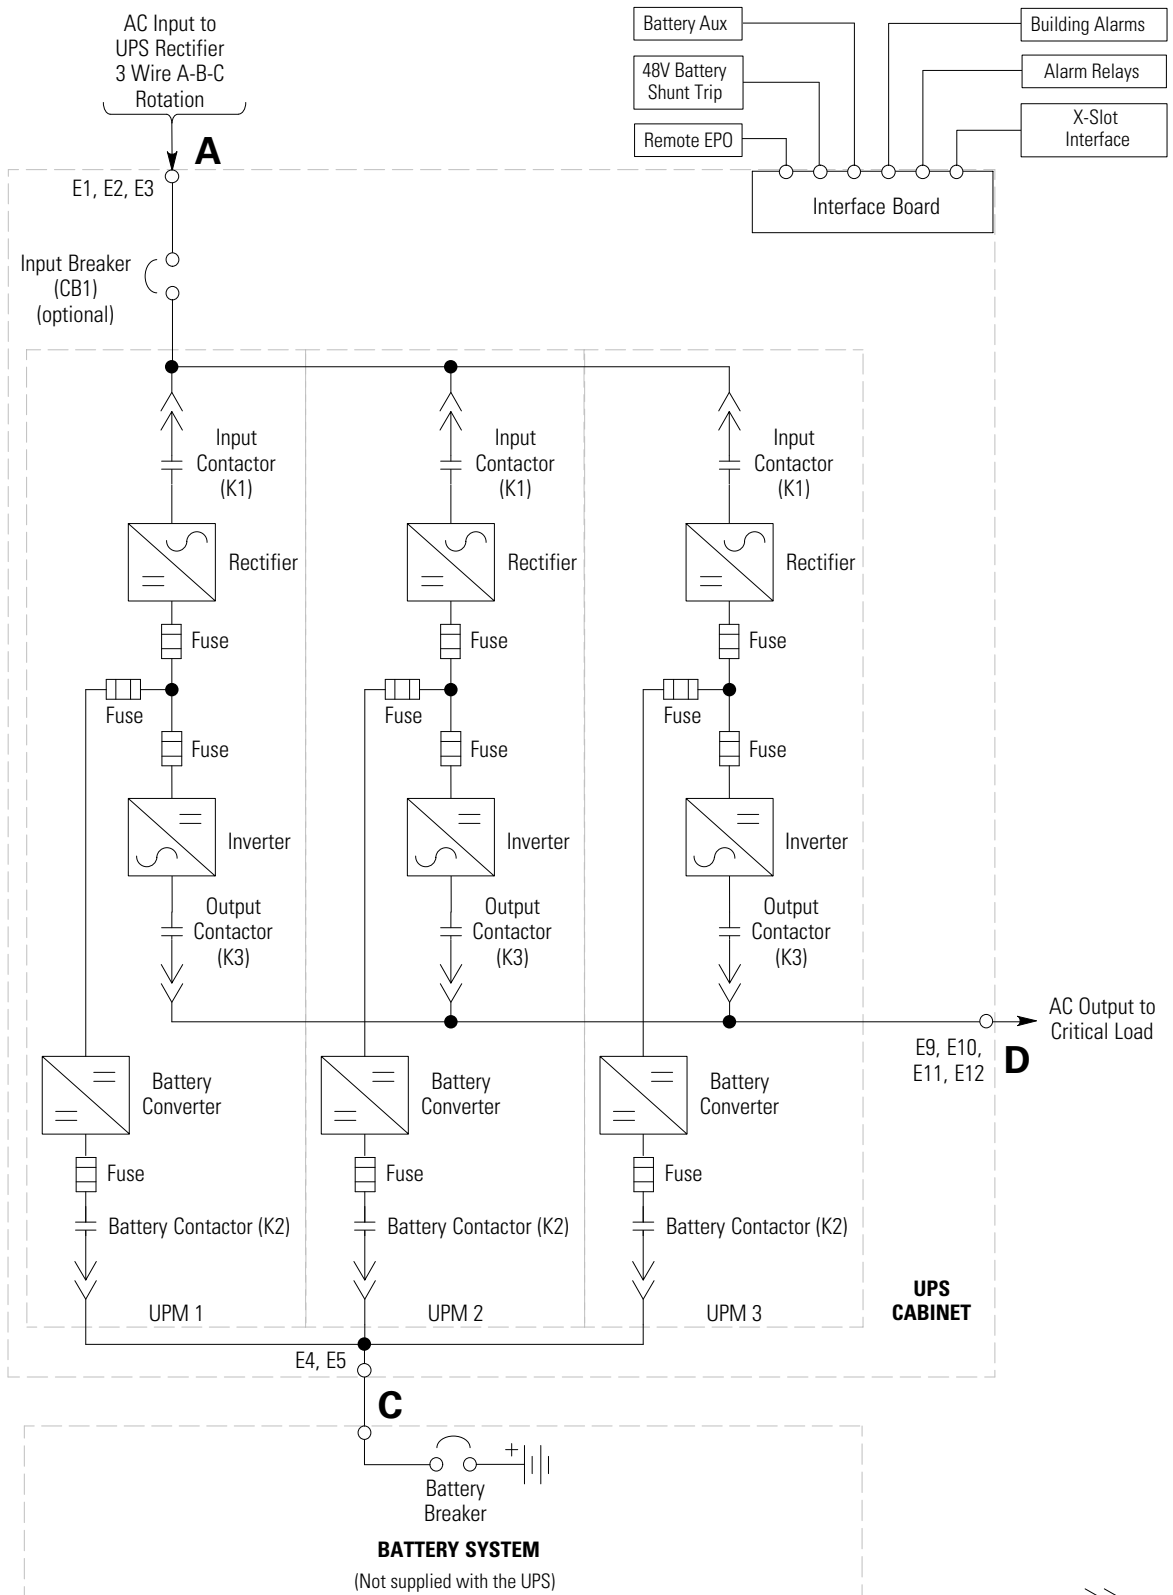 AC Input to
UPS Rectifier
3 Wire A-B-C
Rotation
A
E1, E2, E3
Battery Aux
48V Battery
Shunt Trip
Remote EPO
Building Alarms
Alarm Relays
X-Slot
Interface
Interface Board
Input Breaker
(CB1)
(optional)
Input
Contactor
(K1)
Input
Contactor
(K1)
Input
Contactor
(K1)
Rectifier
Rectifier
Rectifier
Fuse
Fuse
Fuse
Fuse
Fuse
Fuse
Fuse
Fuse
Fuse
Inverter
Inverter
Inverter
Output
Contactor
(K3)
Output
Contactor
(K3)
Output
Contactor
(K3)
AC Output to
Critical Load
E9, E10,
E11, E12
D
Battery
Converter
Battery
Converter
Battery
Converter
Fuse
Fuse
Fuse
Battery Contactor (K2)
Battery Contactor (K2)
Battery Contactor (K2)
UPM 1
UPM 2
UPM 3
UPS
CABINET
E4, E5
C
+
Battery
Breaker
BATTERY SYSTEM
(Not supplied with the UPS)